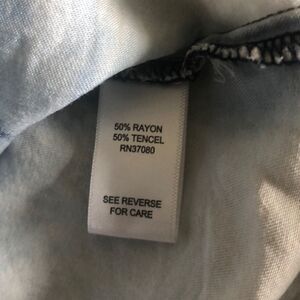 50% RAYON
50% TENCEL
RN37080
SEE REVERSE
FOR CARE